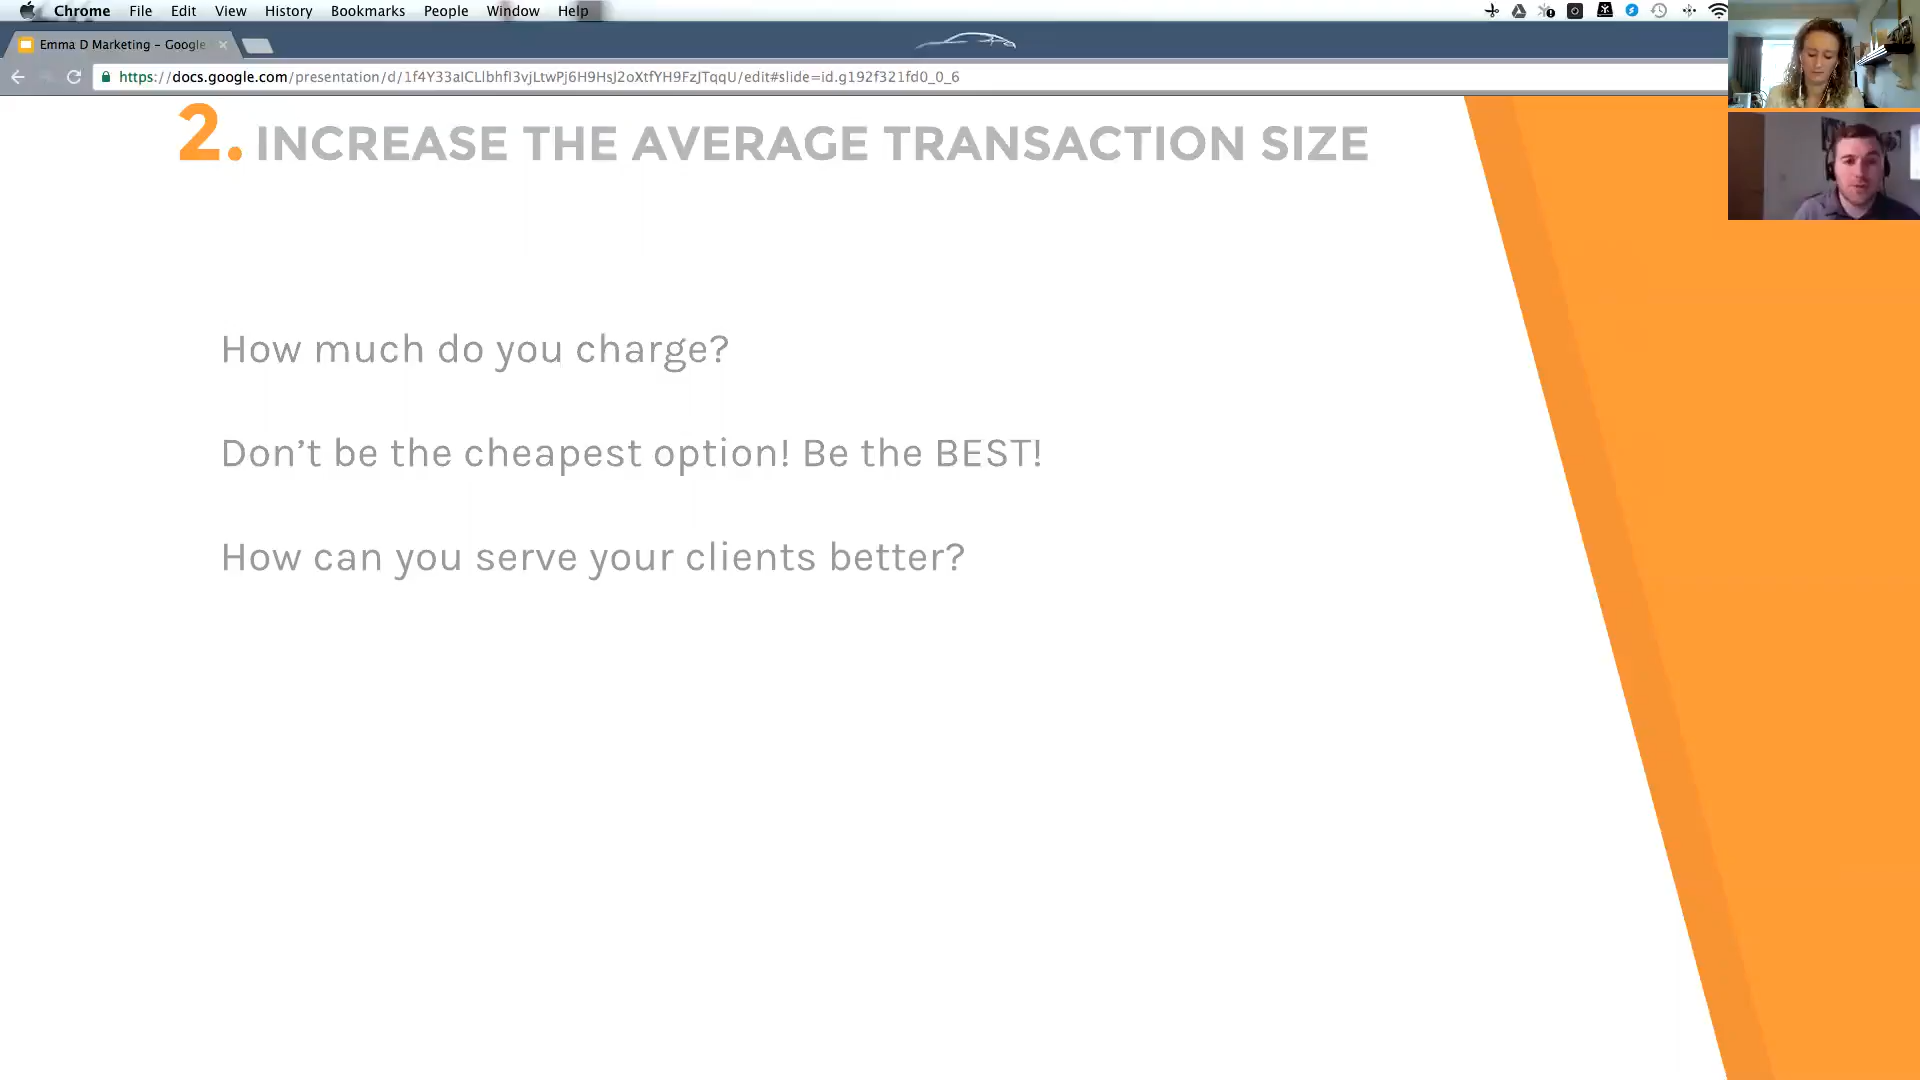 Chrome File Edit View History Bookmarks People Window Help
Emma D Marketing - Google
https://docs.google.com/presentation/d/1f4Y33aICLlbhfI3vjLtwPj6H9HsJ2oXtfYH9FzJTqqU/edit#slide=id.g192f321fd0_0_6
2. INCREASE THE AVERAGE TRANSACTION SIZE
How much do you charge?
Don’t be the cheapest option! Be the BEST!
How can you serve your clients better?